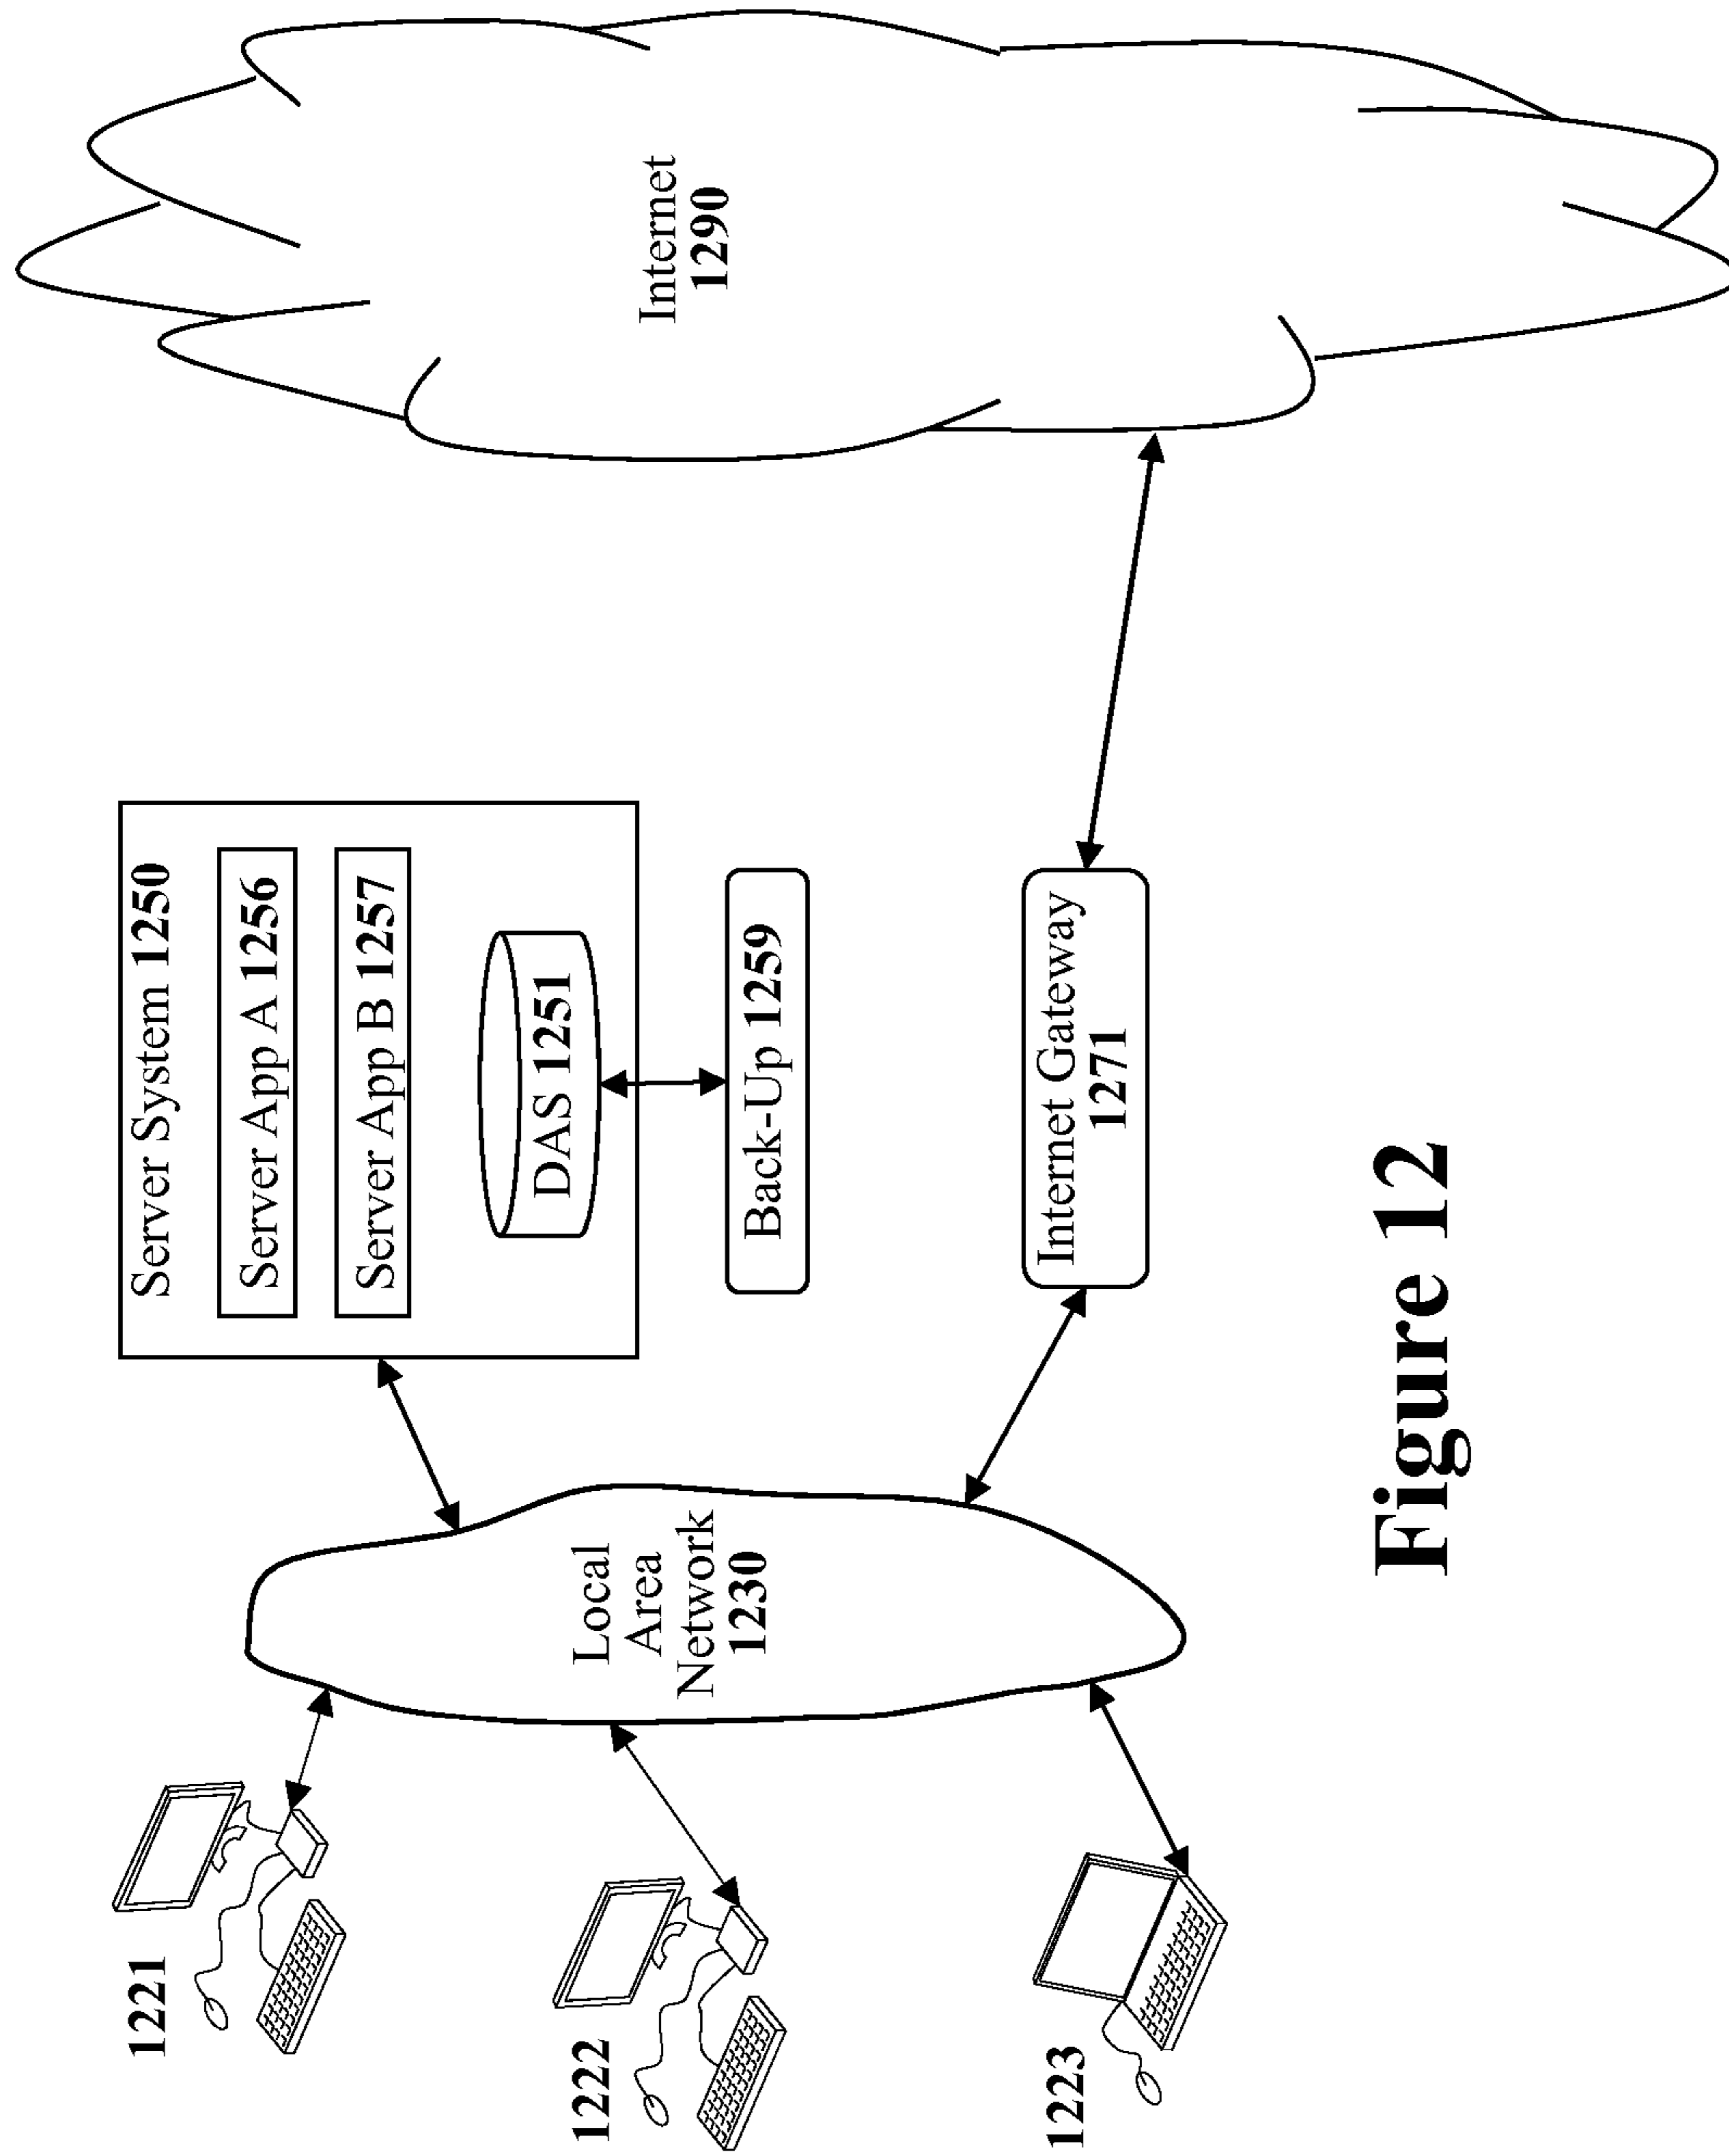 1221
1222
1223
Local
Area
Network
1230
Server System 1250
Server App A 1256
Server App B 1257
DAS 1251
Back-Up 1259
Internet Gateway
1271
Internet
1290
Figure 12